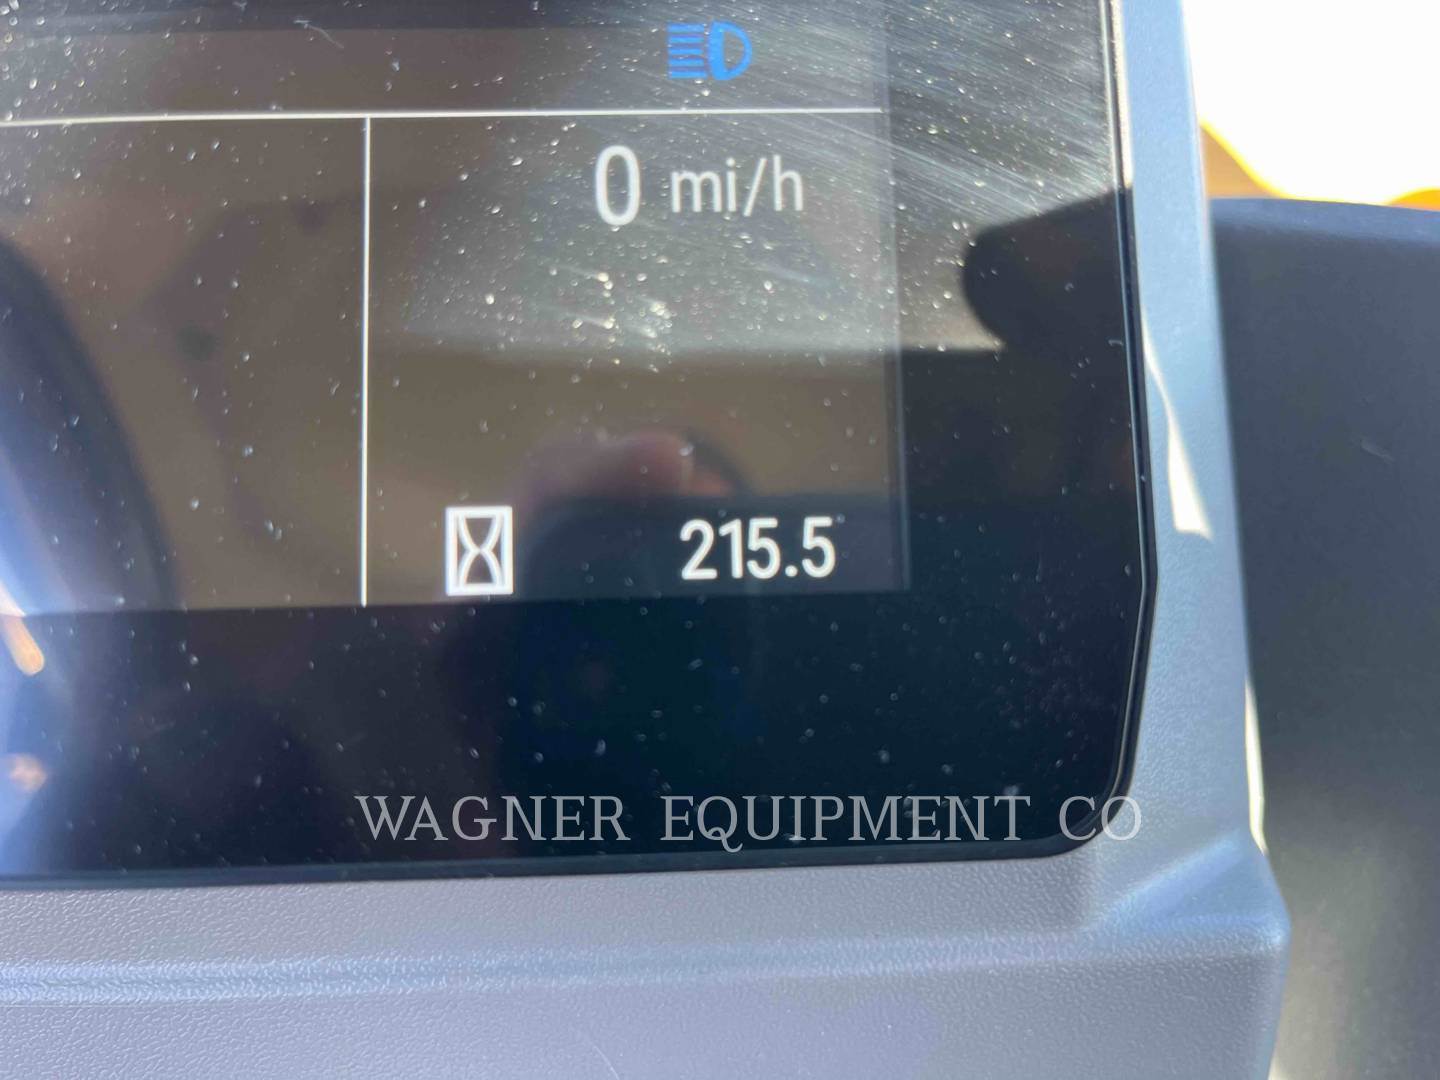 0 mi/h
215.5
WAGNER EQUIPMENT CO